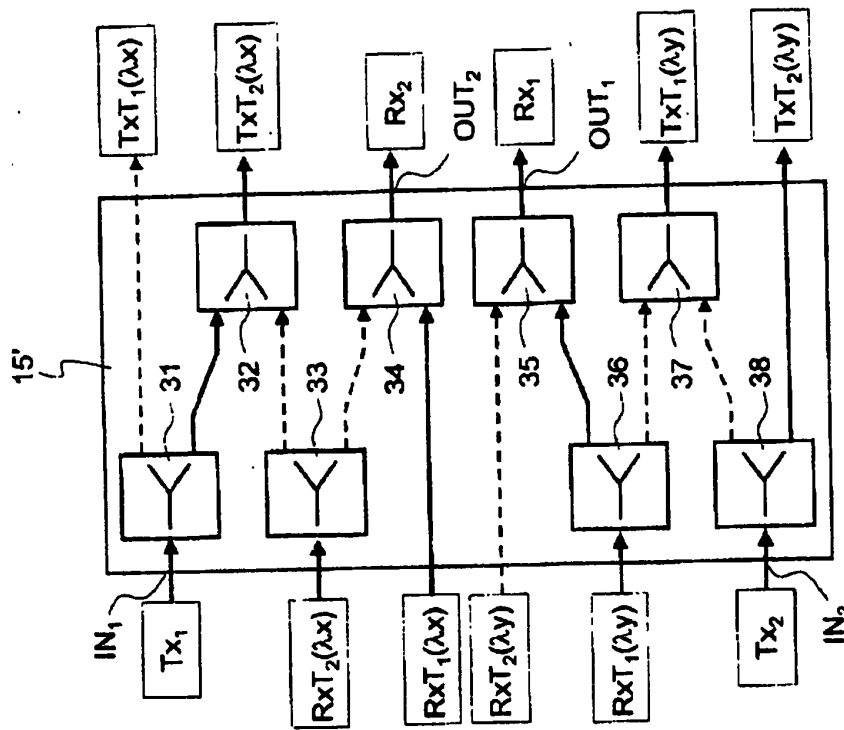 15'
TxT₁(λx)
TxT₂(λx)
Rx₂
OUT₂
Rx₁
OUT₁
TxT₁(λy)
TxT₂(λy)
31
32
33
34
35
36
37
38
IN₁
Tx₁
RxT₂(λx)
RxT₁(λx)
RxT₂(λy)
RxT₁(λy)
Tx₂
IN₂